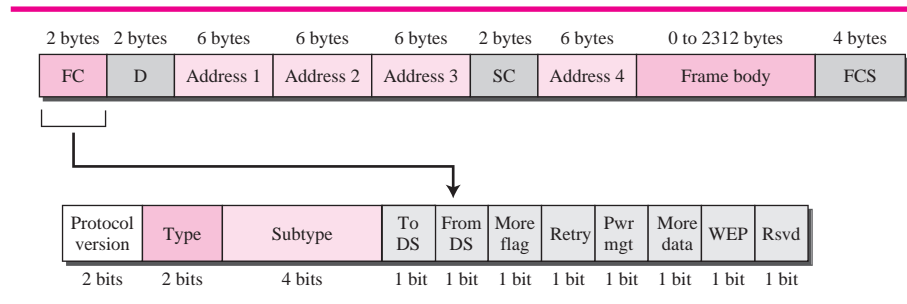 2 bytes 2 bytes 6 bytes 6 bytes 6 bytes 2 bytes 6 bytes 0 to 2312 bytes 4 bytes
FC D Address 1 Address 2 Address 3 SC Address 4 Frame body FCS
Protocol version Type Subtype To DS From DS More flag Retry Pwr mgt More data WEP Rsvd
2 bits 2 bits 4 bits 1 bit 1 bit 1 bit 1 bit 1 bit 1 bit 1 bit 1 bit